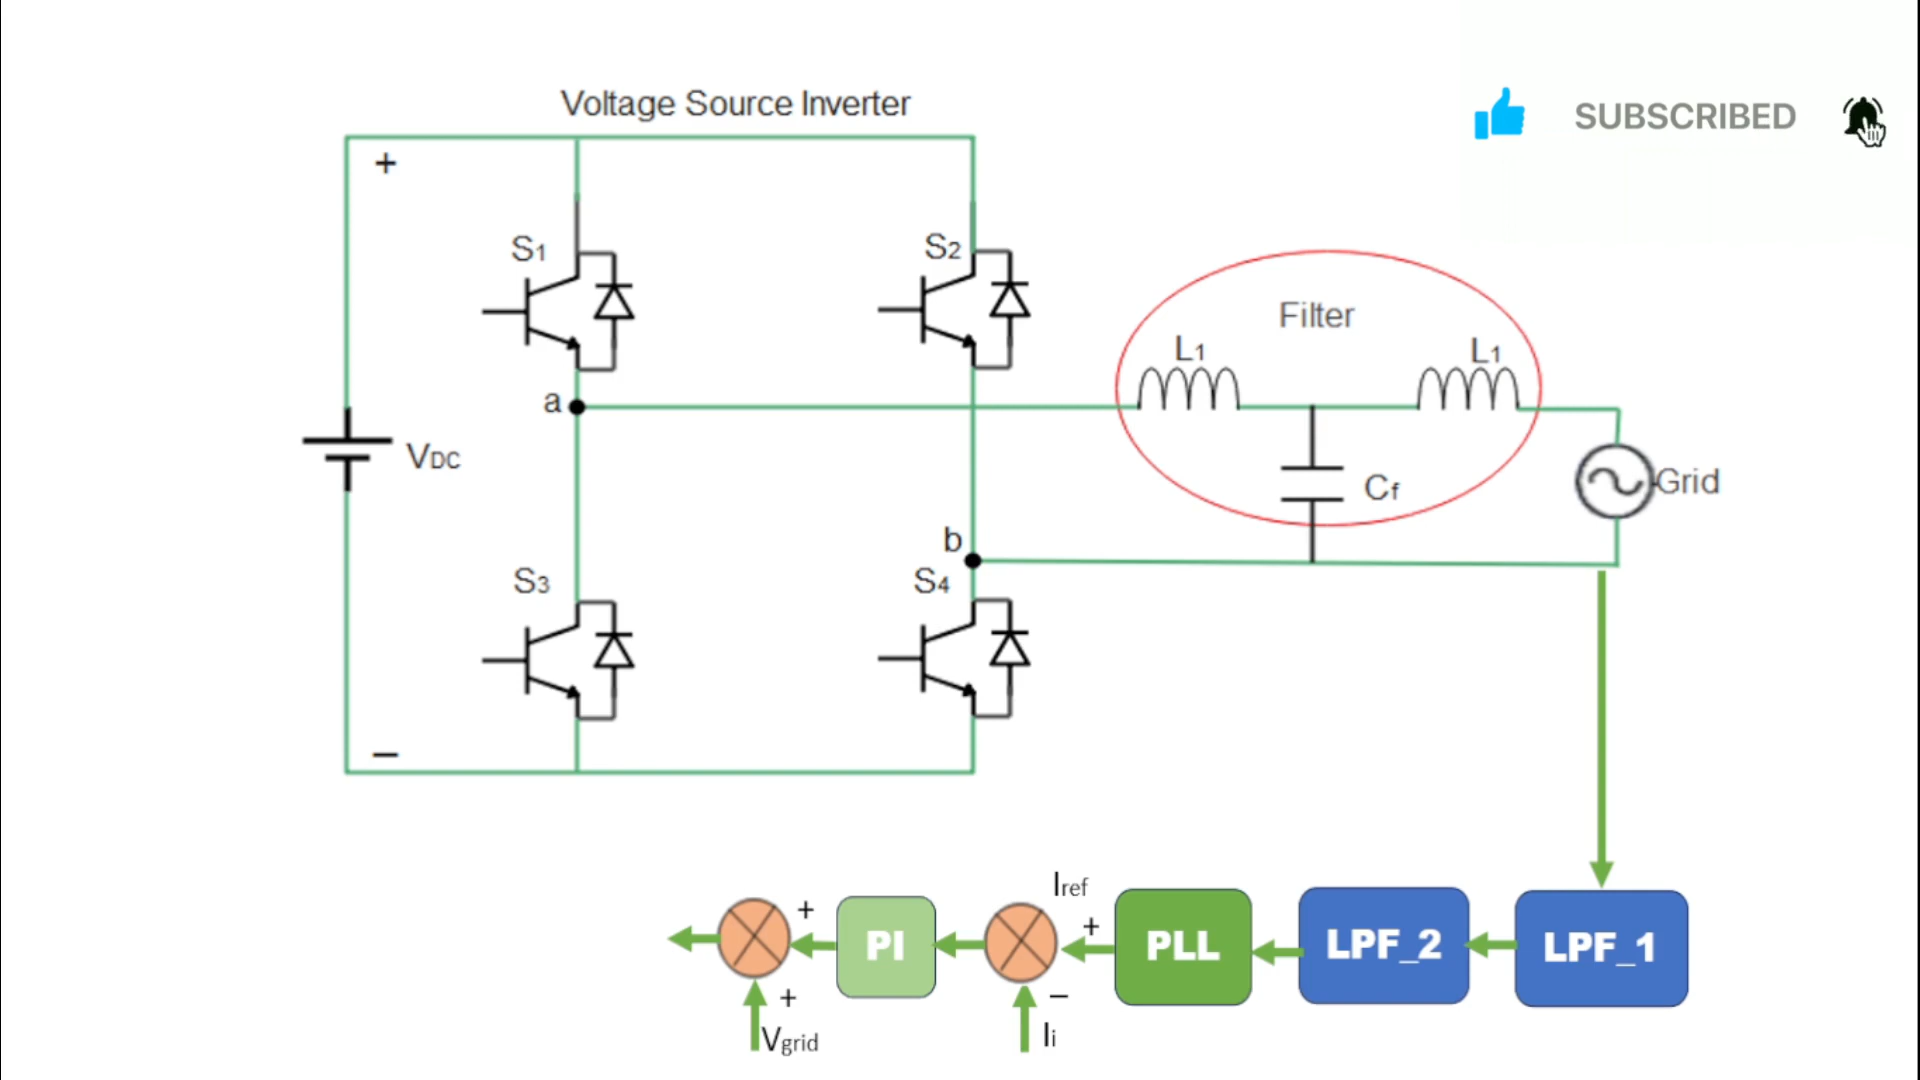 Voltage Source Inverter
SUBSCRIBED
+
S1
S2
Filter
L1
L1
a
VDC
Cf
Grid
b
S3
S4
−
Iref
+
+
PI
PLL
LPF_2
LPF_1
+
−
Vgrid
Ii